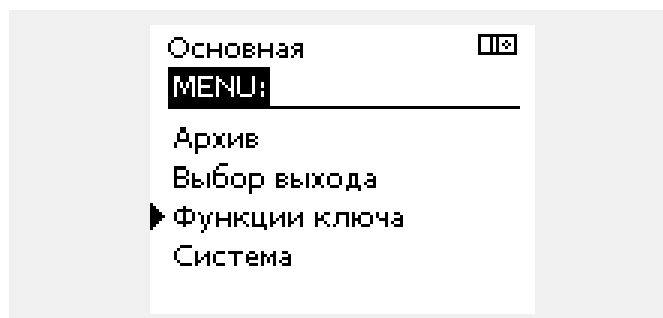 Основная
MENU:
Архив
Выбор выхода
Функции ключа
Система